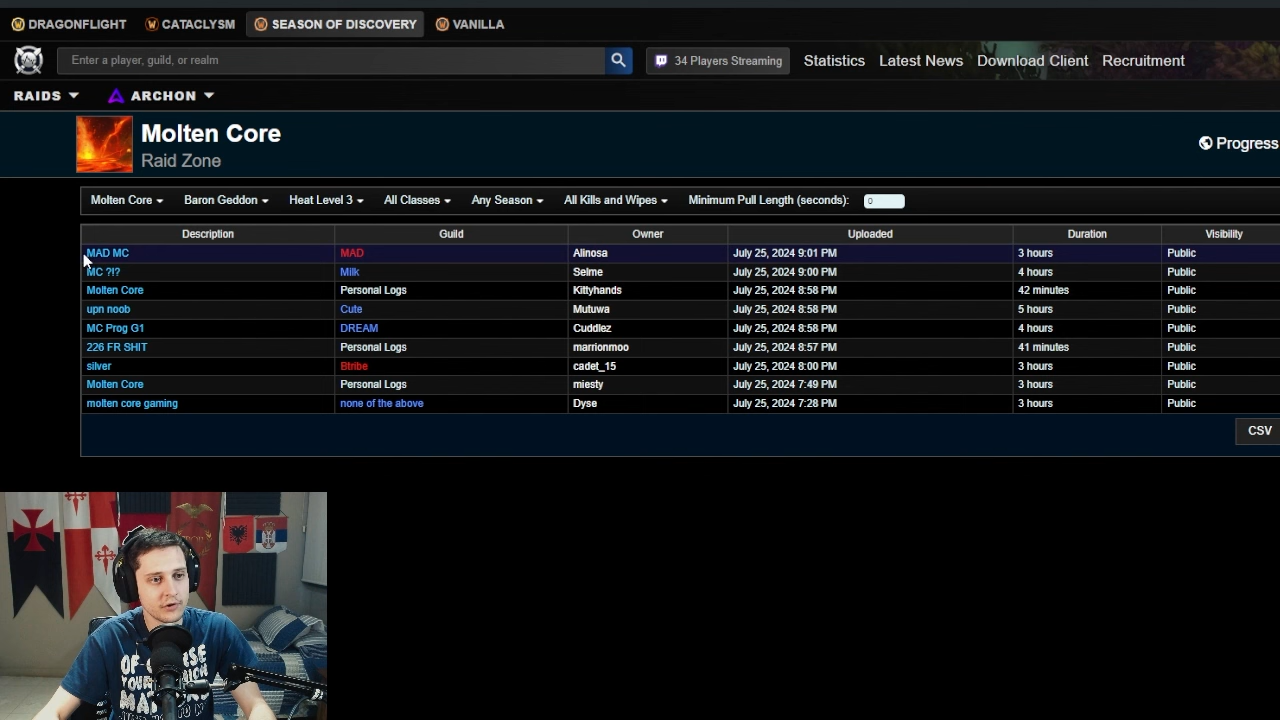 DRAGONFLIGHT CATACLYSM SEASON OF DISCOVERY VANILLA
Enter a player, guild, or realm 34 Players Streaming Statistics Latest News Download Client Recruitment
RAIDS ARCHON
Molten Core
Raid Zone
Progress
Molten Core Baron Geddon Heat Level 3 All Classes Any Season All Kills and Wipes Minimum Pull Length (seconds): 0
Description Guild Owner Uploaded Duration Visibility
MAD MC MAD Alinosa July 25, 2024 9:01 PM 3 hours Public
MC ?!? Milk Selme July 25, 2024 9:00 PM 4 hours Public
Molten Core Personal Logs Kittyhands July 25, 2024 8:58 PM 42 minutes Public
upn noob Cute Mutuwa July 25, 2024 8:58 PM 5 hours Public
MC Prog G1 DREAM Cuddlez July 25, 2024 8:58 PM 4 hours Public
226 FR SHIT Personal Logs marrionmoo July 25, 2024 8:57 PM 41 minutes Public
silver Btribe cadet_15 July 25, 2024 8:00 PM 3 hours Public
Molten Core Personal Logs miesty July 25, 2024 7:49 PM 3 hours Public
molten core gaming none of the above Dyse July 25, 2024 7:28 PM 3 hours Public
CSV